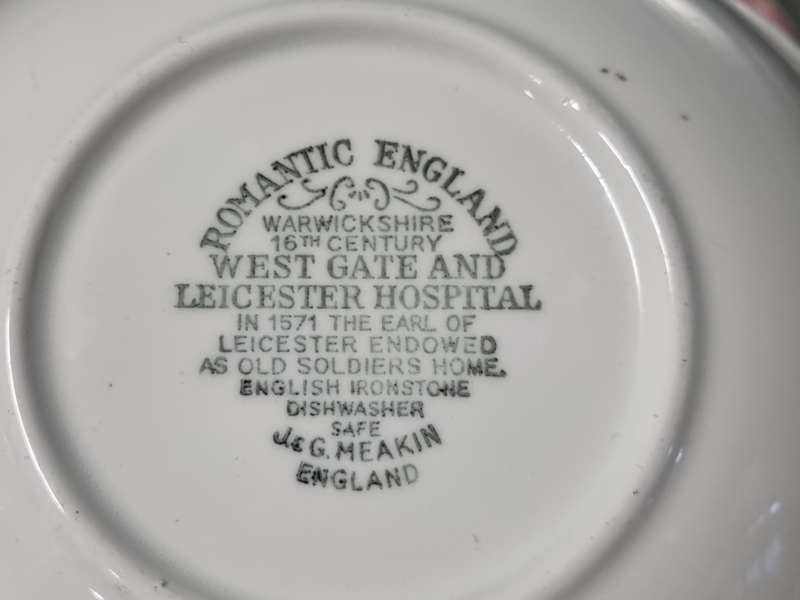 ROMANTIC ENGLAND
WARWICKSHIRE
16TH CENTURY
WEST GATE AND
LEICESTER HOSPITAL
IN 1571 THE EARL OF
LEICESTER ENDOWED
AS OLD SOLDIERS HOME.
ENGLISH IRONSTONE
DISHWASHER
SAFE
J.& G. MEAKIN
ENGLAND